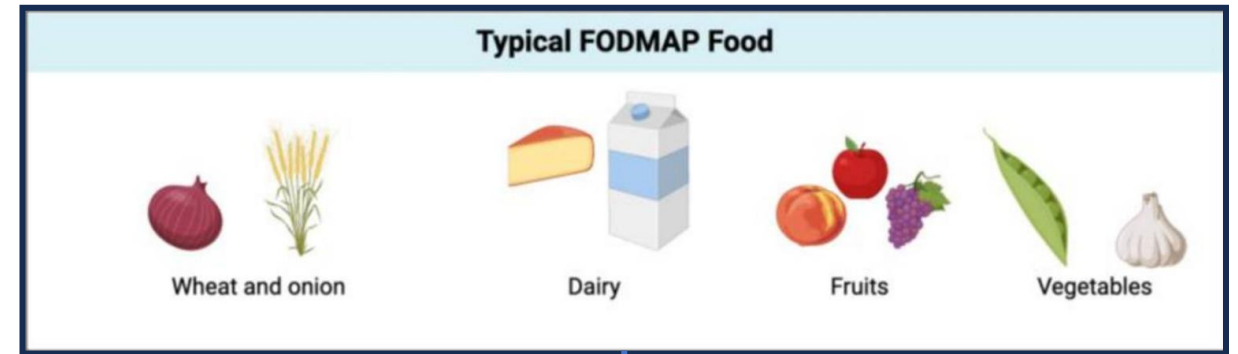 Typical FODMAP Food
Wheat and onion
Dairy
Fruits
Vegetables